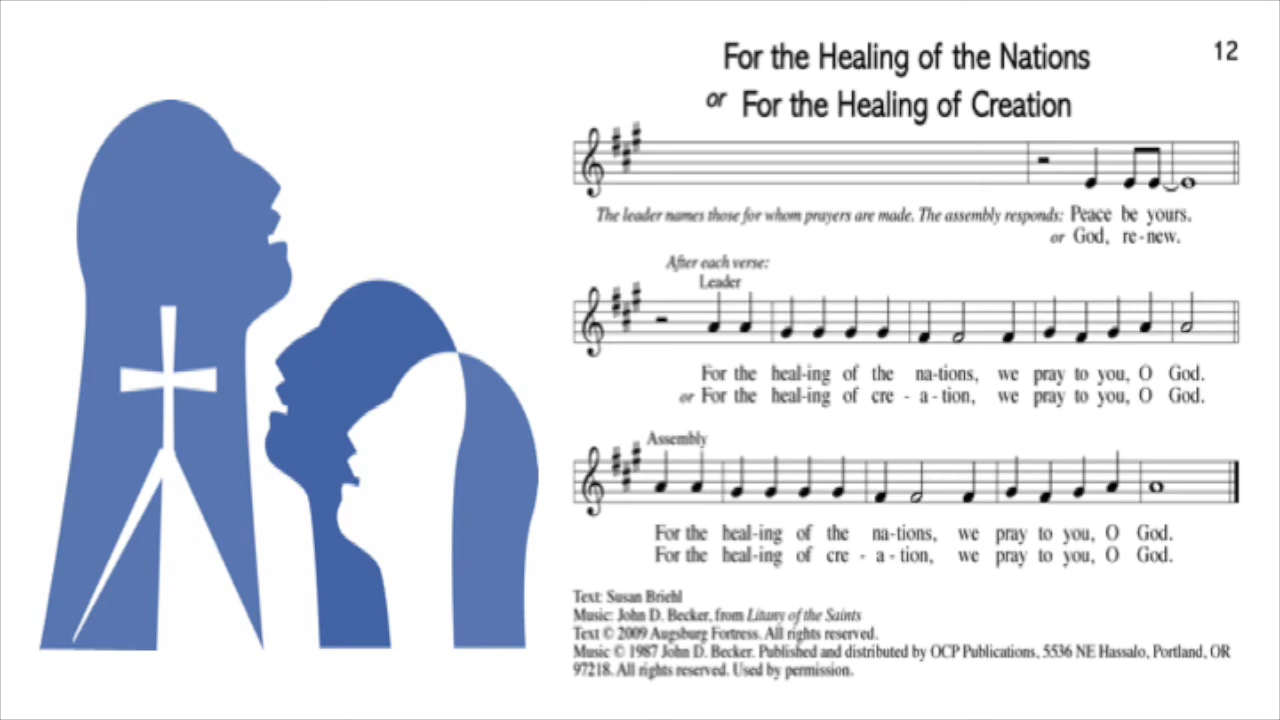 For the Healing of the Nations
12
or For the Healing of Creation
The leader names those for whom prayers are made. The assembly responds: Peace be yours.
or God, re-new.
After each verse:
Leader
For the heal-ing of the na-tions, we pray to you, O God.
or For the heal-ing of cre - a - tion, we pray to you, O God.
Assembly
For the heal-ing of the na-tions, we pray to you, O God.
For the heal-ing of cre - a - tion, we pray to you, O God.
Text: Susan Briehl
Music: John D. Becker, from Litany of the Saints
Text © 2009 Augsburg Fortress. All rights reserved.
Music © 1987 John D. Becker. Published and distributed by OCP Publications, 5536 NE Hassalo, Portland, OR
97218. All rights reserved. Used by permission.